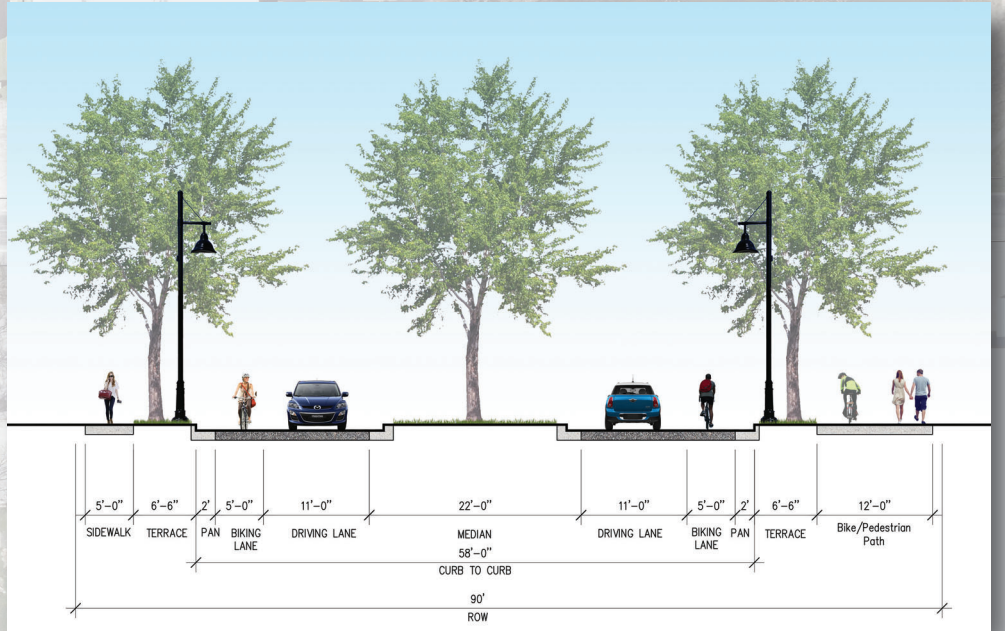 5'-0" 6'-6" 2' 5'-0" 11'-0" 22'-0" 11'-0" 5'-0" 2' 6'-6" 12'-0"
SIDEWALK TERRACE PAN BIKING LANE DRIVING LANE MEDIAN DRIVING LANE BIKING LANE PAN TERRACE Bike/Pedestrian Path
58'-0"
CURB TO CURB
90'
ROW